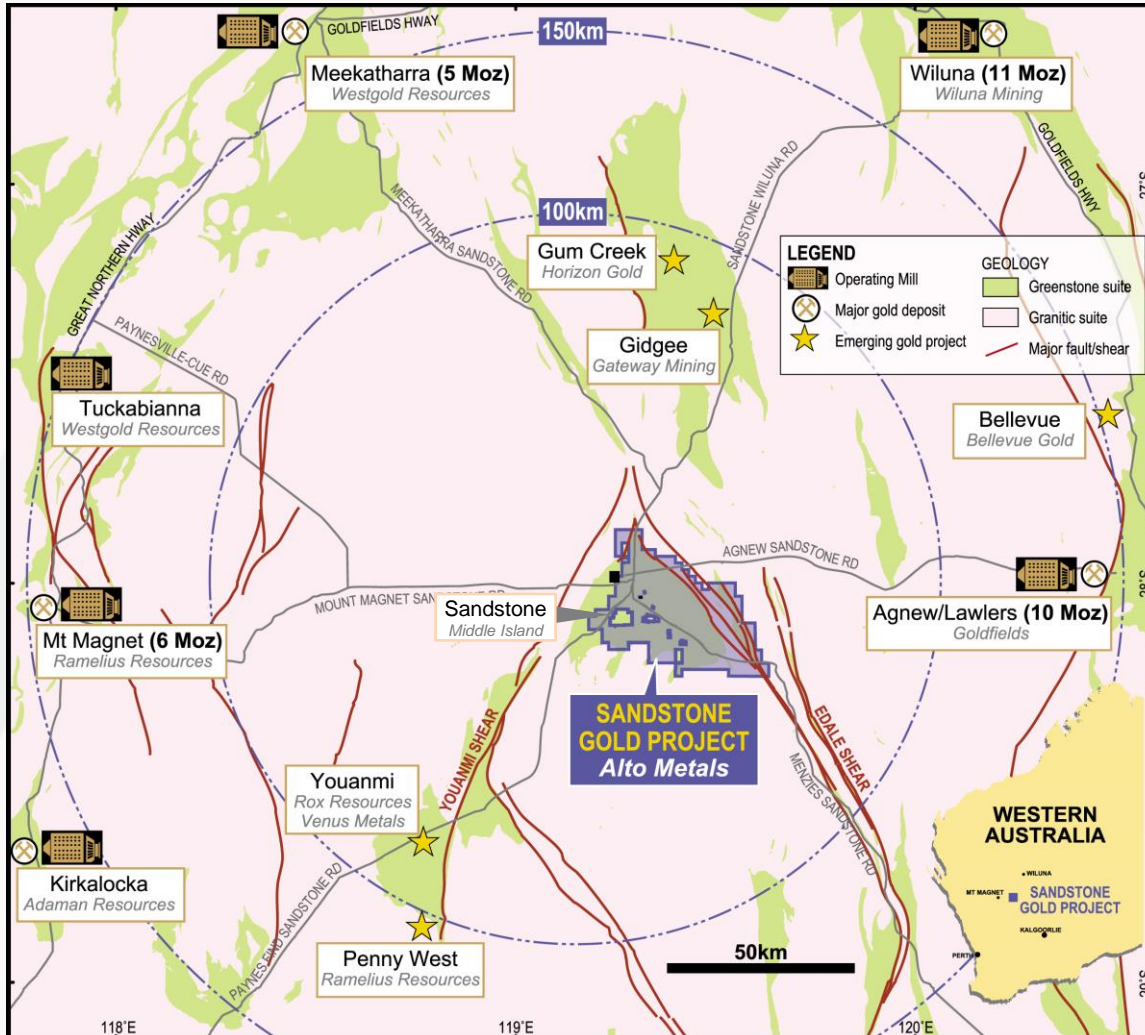 GOLDFIELDS HWAY
150km
Meekatharra (5 Moz)
Westgold Resources
Wiluna (11 Moz)
Wiluna Mining
GOLDFIELDS HWY
27°S
SANDSTONE WILUNA RD
MEEKATHARRA SANDSTONE RD
GREAT NORTHERN HWAY
100km
Gum Creek
Horizon Gold
LEGEND
Operating Mill
Major gold deposit
Emerging gold project
GEOLOGY
Greenstone suite
Granitic suite
Major fault/shear
PAYNESVILLE-CUE RD
Gidgee
Gateway Mining
Tuckabianna
Westgold Resources
Bellevue
Bellevue Gold
AGNEW SANDSTONE RD
28°S
MOUNT MAGNET SANDSTONE RD
Sandstone
Middle Island
Mt Magnet (6 Moz)
Ramelius Resources
Agnew/Lawlers (10 Moz)
Goldfields
SANDSTONE
GOLD PROJECT
Alto Metals
YOUANMI SHEAR
EDALE SHEAR
MENZIES SANDSTONE RD
Youanmi
Rox Resources
Venus Metals
WESTERN
AUSTRALIA
WILUNA
MT MAGNET
SANDSTONE
GOLD PROJECT
KALGOORLIE
PERTH
Kirkalocka
Adaman Resources
PAYNES FIND SANDSTONE RD
Penny West
Ramelius Resources
50km
29°S
118°E
119°E
120°E